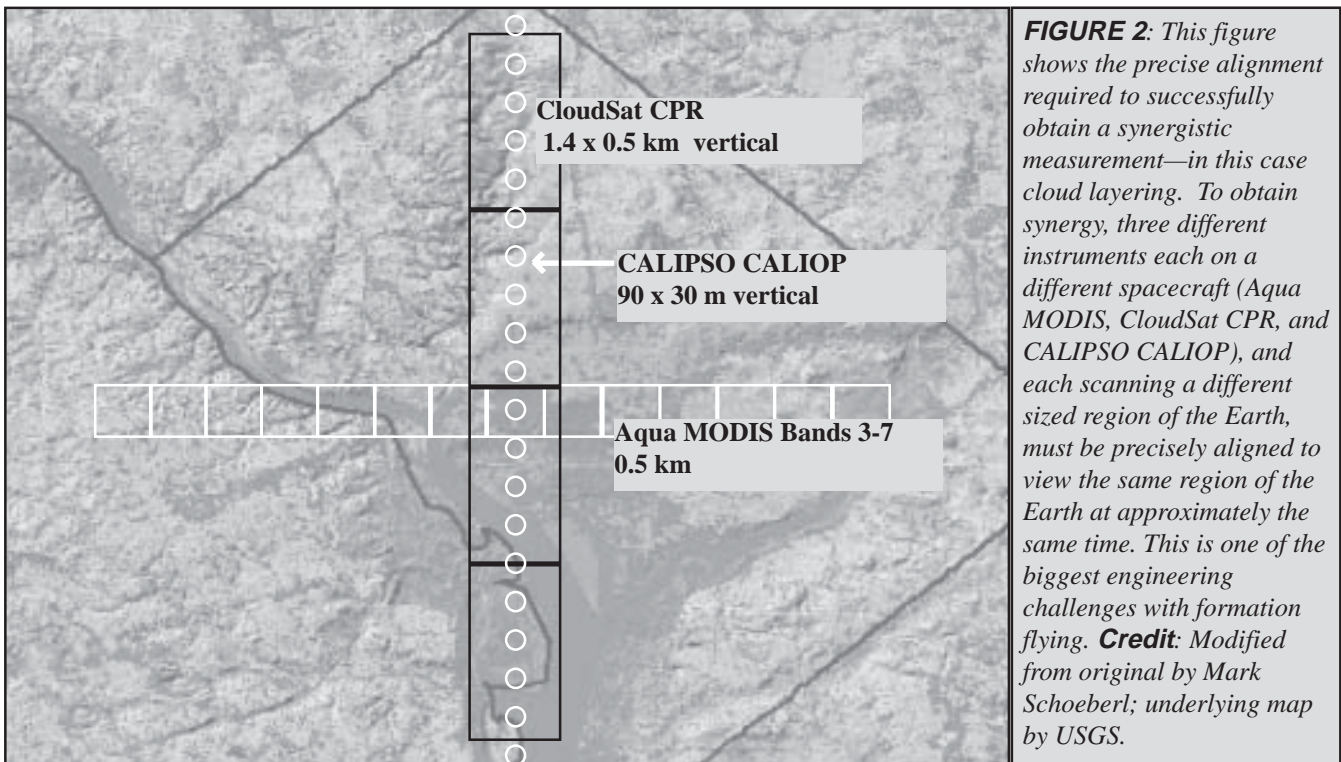 CloudSat CPR
1.4 x 0.5 km vertical
CALIPSO CALIOP
90 x 30 m vertical
Aqua MODIS Bands 3-7
0.5 km
FIGURE 2: This figure
shows the precise alignment
required to successfully
obtain a synergistic
measurement—in this case
cloud layering. To obtain
synergy, three different
instruments each on a
different spacecraft (Aqua
MODIS, CloudSat CPR, and
CALIPSO CALIOP), and
each scanning a different
sized region of the Earth,
must be precisely aligned to
view the same region of the
Earth at approximately the
same time. This is one of the
biggest engineering
challenges with formation
flying. Credit: Modified
from original by Mark
Schoeberl; underlying map
by USGS.